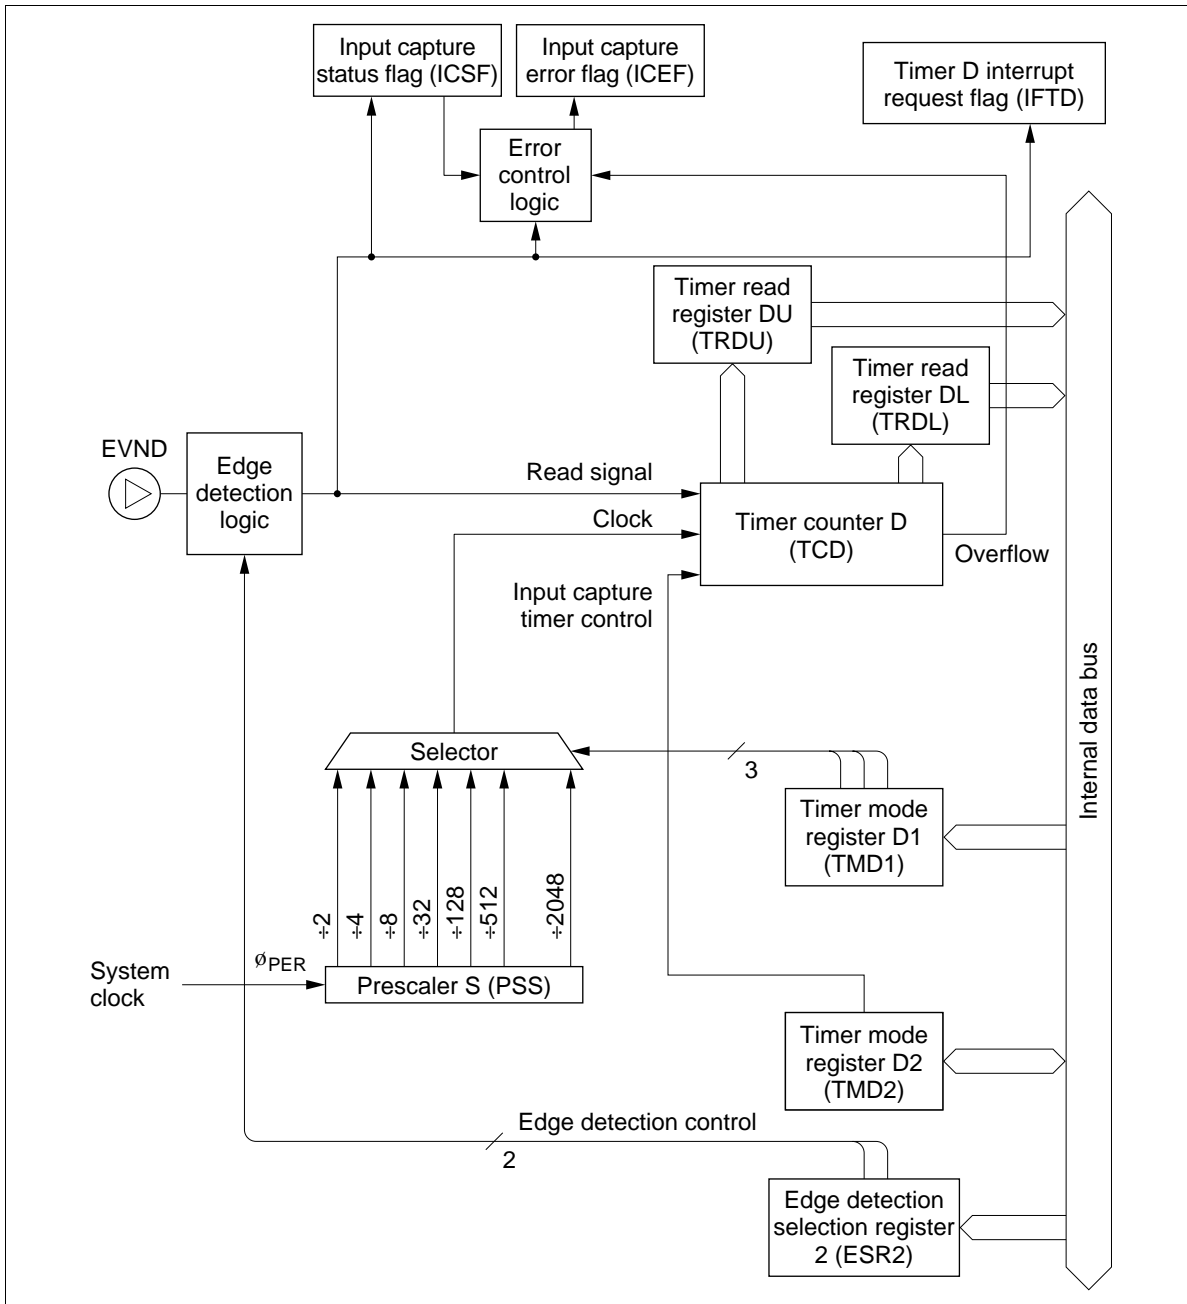 Input capture
status flag (ICSF)
Input capture
error flag (ICEF)
Timer D interrupt
request flag (IFTD)
Error
control
logic
Timer read
register DU
(TRDU)
Timer read
register DL
(TRDL)
EVND
Edge
detection
logic
Read signal
Clock
Timer counter D
(TCD)
Overflow
Input capture
timer control
Internal data bus
Selector
3
Timer mode
register D1
(TMD1)
÷2
÷4
÷8
÷32
÷128
÷512
÷2048
System
clock
øPER
Prescaler S (PSS)
Timer mode
register D2
(TMD2)
Edge detection control
2
Edge detection
selection register
2 (ESR2)